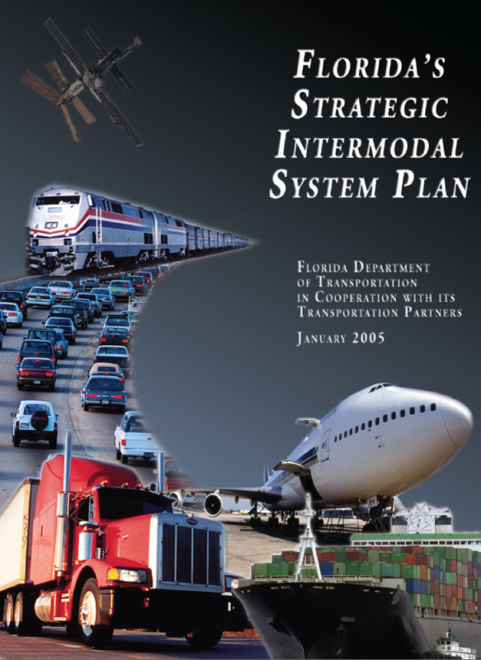 FLORIDA'S
STRATEGIC
INTERMODAL
SYSTEM PLAN
FLORIDA DEPARTMENT
OF TRANSPORTATION
IN COOPERATION WITH ITS
TRANSPORTATION PARTNERS
JANUARY 2005